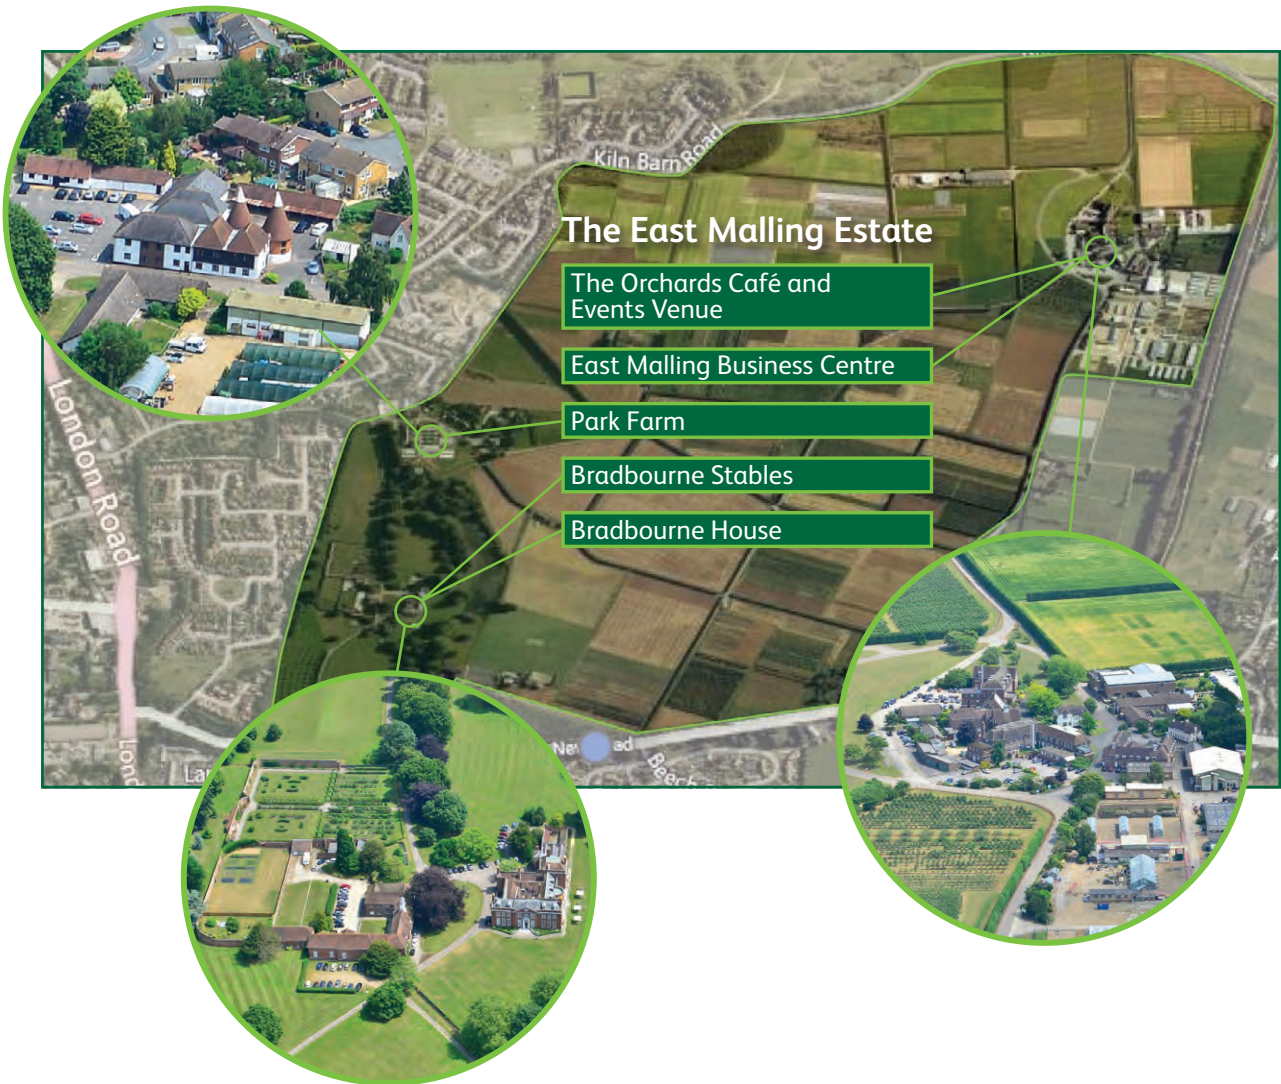 Kiln Barn Road
The East Malling Estate
The Orchards Café and
Events Venue
East Malling Business Centre
Park Farm
Bradbourne Stables
Bradbourne House
London Road